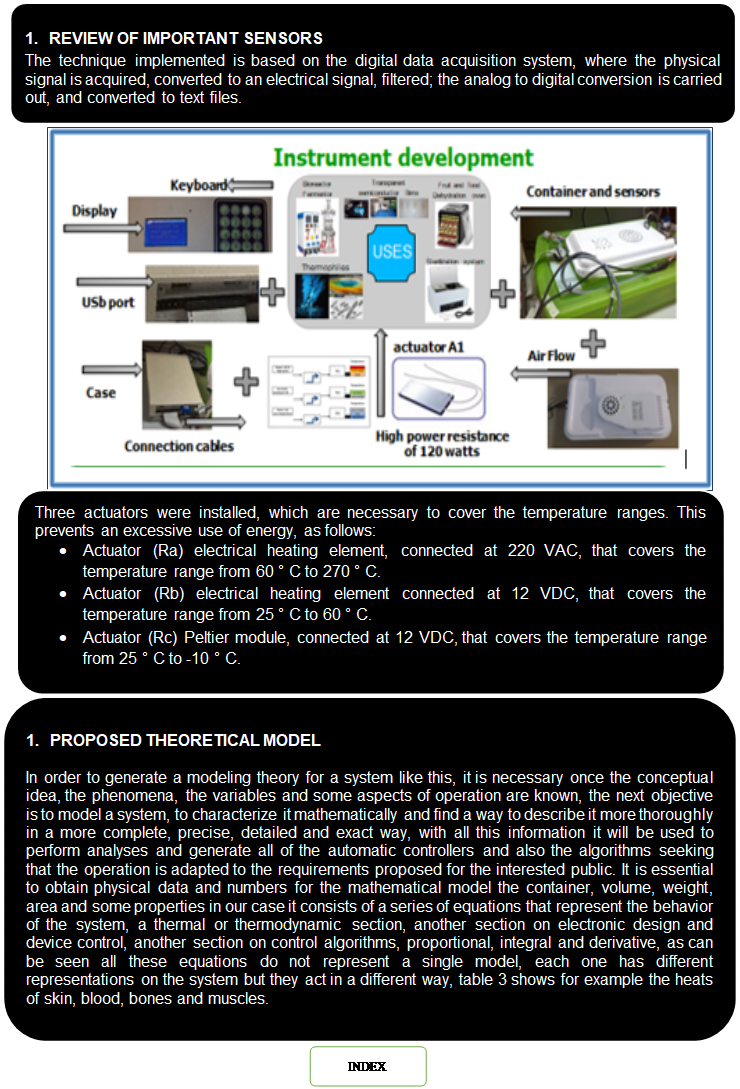 1. REVIEW OF IMPORTANT SENSORS
The technique implemented is based on the digital data acquisition system, where the physical
signal is acquired, converted to an electrical signal, filtered; the analog to digital conversion is carried
out, and converted to text files.
Instrument development
Keyboard
Display
USb port
Case
Connection cables
Transparent
Fruit and food
Thermophiles
USES
actuator A1
High power resistance
of 120 watts
Container and sensors
Air Flow
Three actuators were installed, which are necessary to cover the temperature ranges. This
prevents an excessive use of energy, as follows:
• Actuator (Ra) electrical heating element, connected at 220 VAC, that covers the
temperature range from 60 ° C to 270 ° C.
• Actuator (Rb) electrical heating element connected at 12 VDC, that covers the
temperature range from 25 ° C to 60 ° C.
• Actuator (Rc) Peltier module, connected at 12 VDC, that covers the temperature range
from 25 ° C to -10 ° C.
1. PROPOSED THEORETICAL MODEL
In order to generate a modeling theory for a system like this, it is necessary once the conceptual
idea, the phenomena, the variables and some aspects of operation are known, the next objective
is to model a system, to characterize it mathematically and find a way to describe it more thoroughly
in a more complete, precise, detailed and exact way, with all this information it will be used to
perform analyses and generate all of the automatic controllers and also the algorithms seeking
that the operation is adapted to the requirements proposed for the interested public. It is essential
to obtain physical data and numbers for the mathematical model the container, volume, weight,
area and some properties in our case it consists of a series of equations that represent the behavior
of the system, a thermal or thermodynamic section, another section on electronic design and
device control, another section on control algorithms, proportional, integral and derivative, as can
be seen all these equations do not represent a single model, each one has different
representations on the system but they act in a different way, table 3 shows for example the heats
of skin, blood, bones and muscles.
INDEX